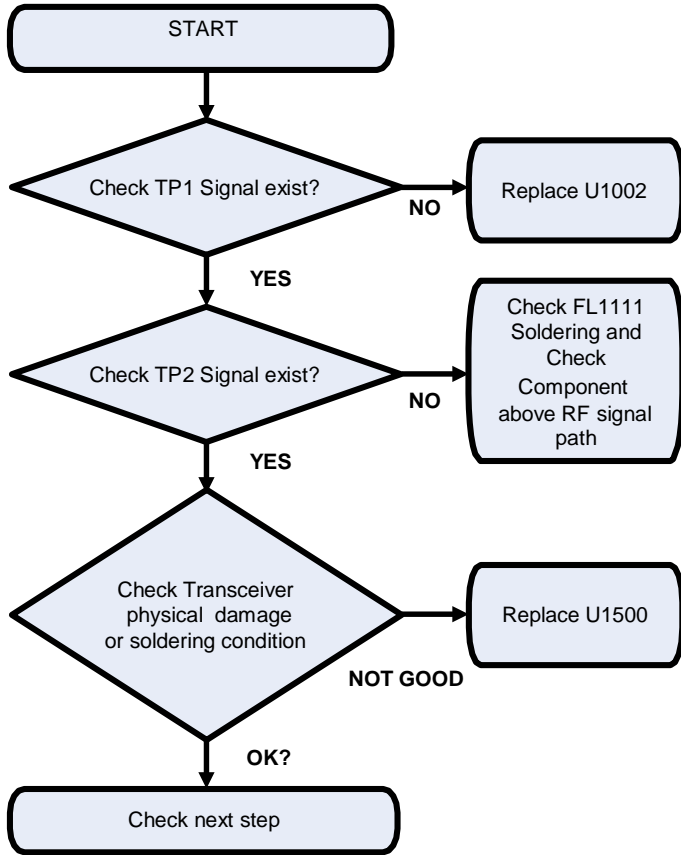 START
Check TP1 Signal exist?
NO
Replace U1002
YES
Check TP2 Signal exist?
NO
Check FL1111
Soldering and
Check
Component
above RF signal
path
YES
Check Transceiver
physical damage
or soldering condition
NOT GOOD
Replace U1500
OK?
Check next step